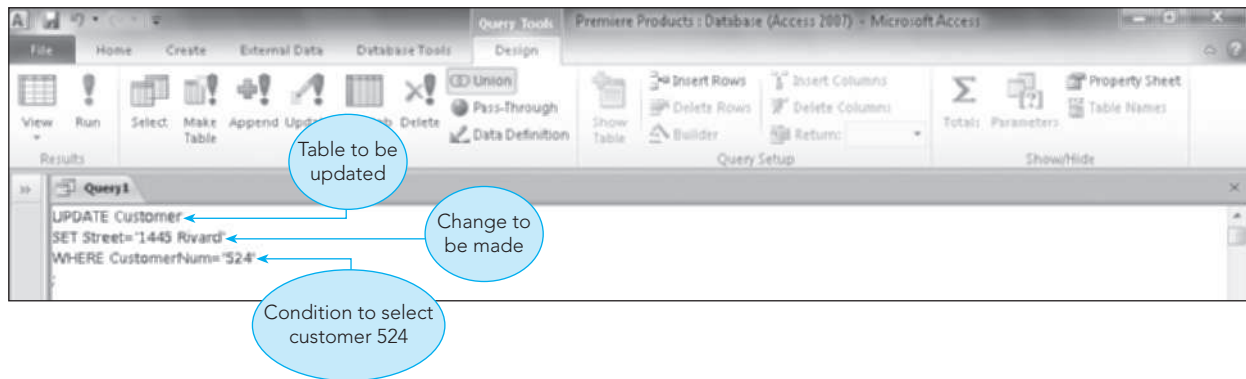 A
Query Tools
Premiere Products : Database (Access 2007) - Microsoft Access
File Home Create External Data Database Tools Design
View
Run
Select
Make Table
Append
Delete
Union
Pass-Through
Data Definition
Show Table
Insert Rows
Delete Rows
Builder
Insert Columns
Delete Columns
Return:
Totals
Parameters
Property Sheet
Table Names
Results
Query Setup
Show/Hide
Query1
UPDATE Customer
SET Street='1445 Rivard'
WHERE CustomerNum='524'
;
Table to be
updated
Change to
be made
Condition to select
customer 524